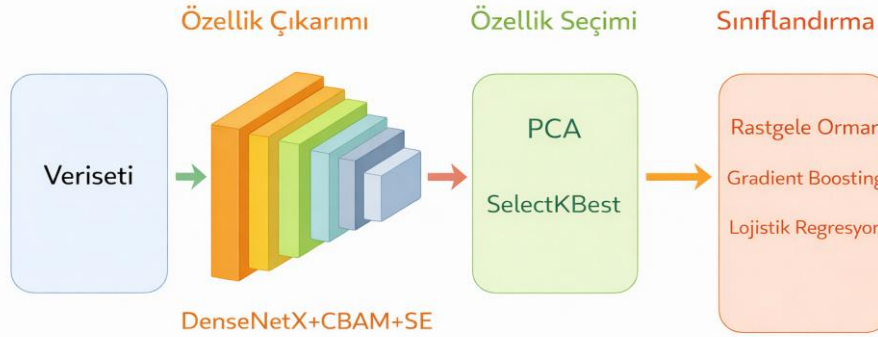 Özellik Çıkarımı
Özellik Seçimi
Sınıflandırma
Veriseti
DenseNetX+CBAM+SE
PCA
SelectKBest
Rastgele Orman
Gradient Boosting
Lojistik Regresyon